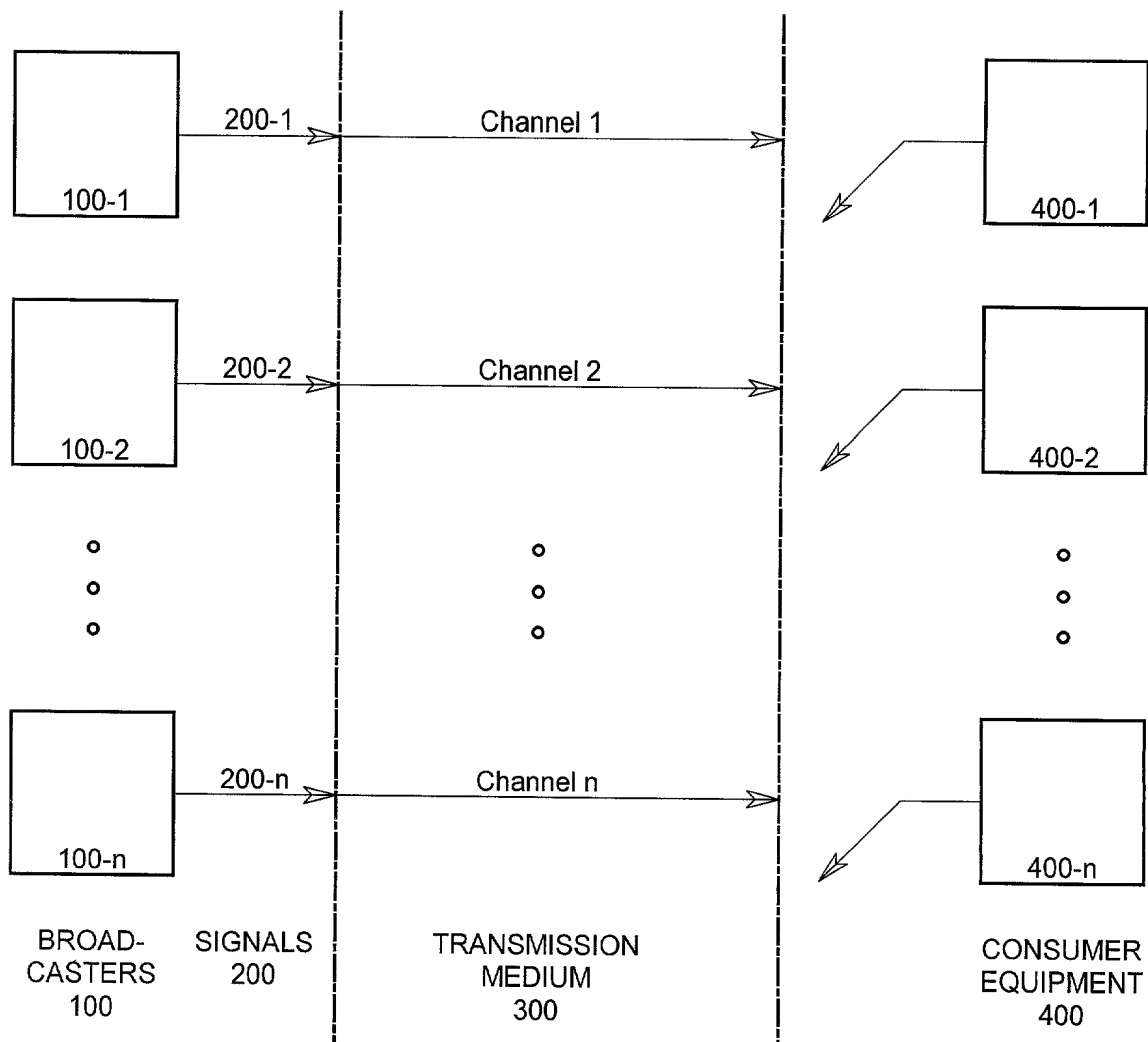 200-1
Channel 1
100-1
400-1
200-2
Channel 2
100-2
400-2
200-n
Channel n
100-n
400-n
BROAD-
CASTERS
100
SIGNALS
200
TRANSMISSION
MEDIUM
300
CONSUMER
EQUIPMENT
400